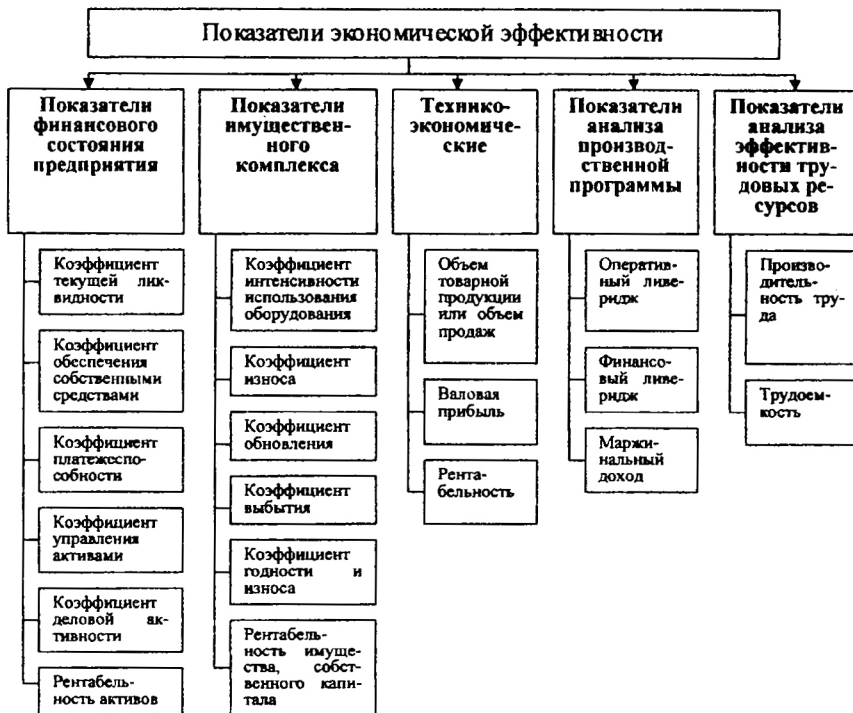 Показатели экономической эффективности
Показатели
финансового
состояния
предприятия
Коэффициент
текущей лик-
видности
Коэффициент
обеспечения
собственными
средствами
Коэффициент
платежеспо-
собности
Коэффициент
управления
активами
Коэффициент
деловой ак-
тивности
Рентабель-
ность активов
Показатели
имуществен-
ного
комплекса
Коэффициент
интенсивности
использования
оборудования
Коэффициент
износа
Коэффициент
обновления
Коэффициент
выбытия
Коэффициент
годности и
износа
Рентабель-
ность имуще-
ства, собст-
венного капи-
тала
Технико-
экономиче-
ские
Объем
товарной
продукции
или объем
продаж
Валовая
прибыль
Рента-
бельность
Показатели
анализа
производ-
ственной
программы
Оператив-
ный ливе-
ридж
Финансо-
вый ливе-
ридж
Маржи-
нальный
доход
Показатели
анализа
эффектив-
ности тру-
довых ре-
сурсов
Произво-
дитель-
ность тру-
да
Трудоем-
кость